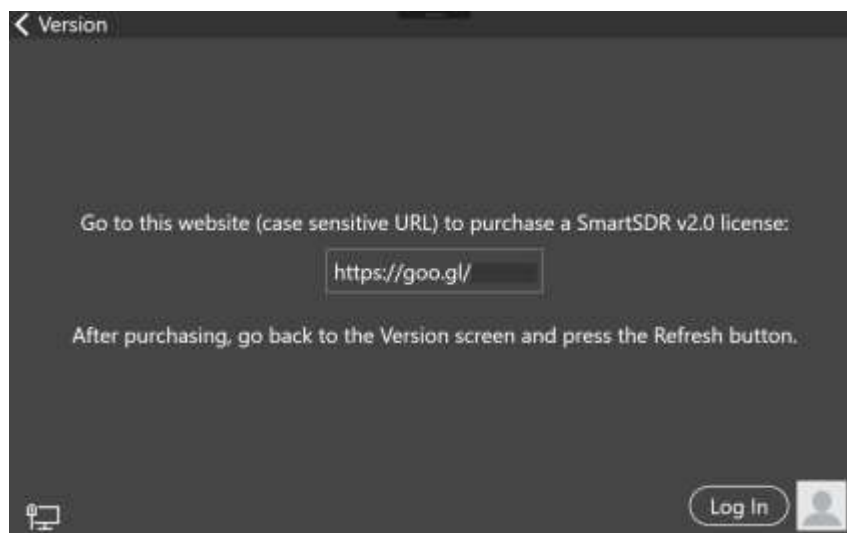 Version
Go to this website (case sensitive URL) to purchase a SmartSDR v2.0 license:
https://goo.gl/
After purchasing, go back to the Version screen and press the Refresh button.
Log In